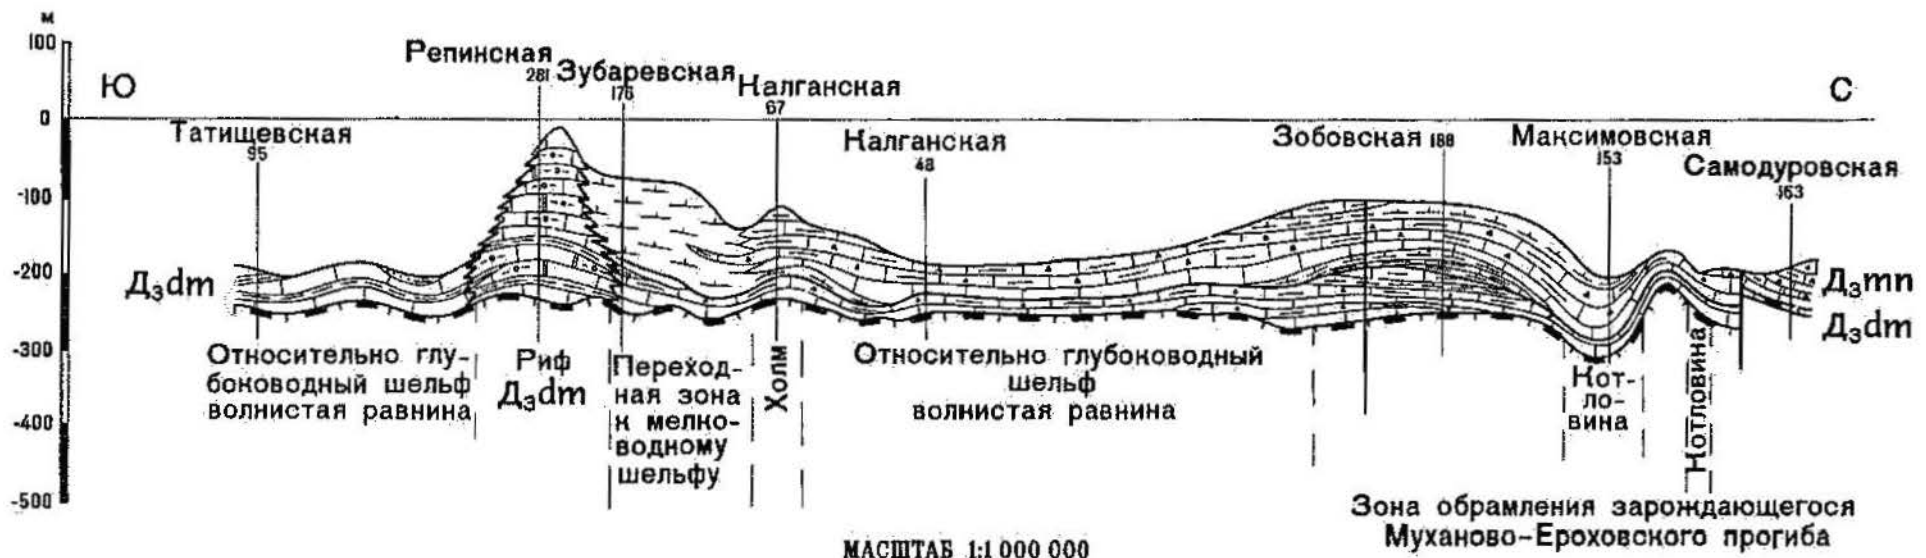 м
100
0
-100
-200
-300
-400
-500
Ю
С
Татищевская
95
Репинская
281
Зубаревская
176
Калганская
67
Калганская
48
Зобовская 188
Максимовская
153
Самодуровская
163
Д₃dm
Д₃mn
Д₃dm
Относительно глу-
боководный шельф
волнистая равнина
Риф
Д₃dm
Переход-
ная зона
к мелко-
водному
шельфу
Холм
Относительно глубоководный
шельф
волнистая равнина
Кот-
ло-
вина
Котловина
Зона обрамления зарождающегося
Муханово-Ероховского прогиба
МАСШТАБ 1:1 000 000